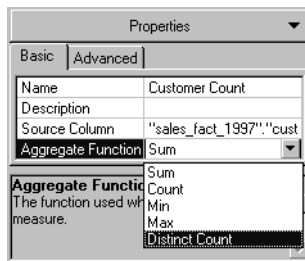 Properties
Basic Advanced
Name Customer Count
Description
Source Column "sales_fact_1997"."cust
Aggregate Function Sum
Sum
Aggregate Functio
Count
The function used wh
Min
measure.
Max
Distinct Count